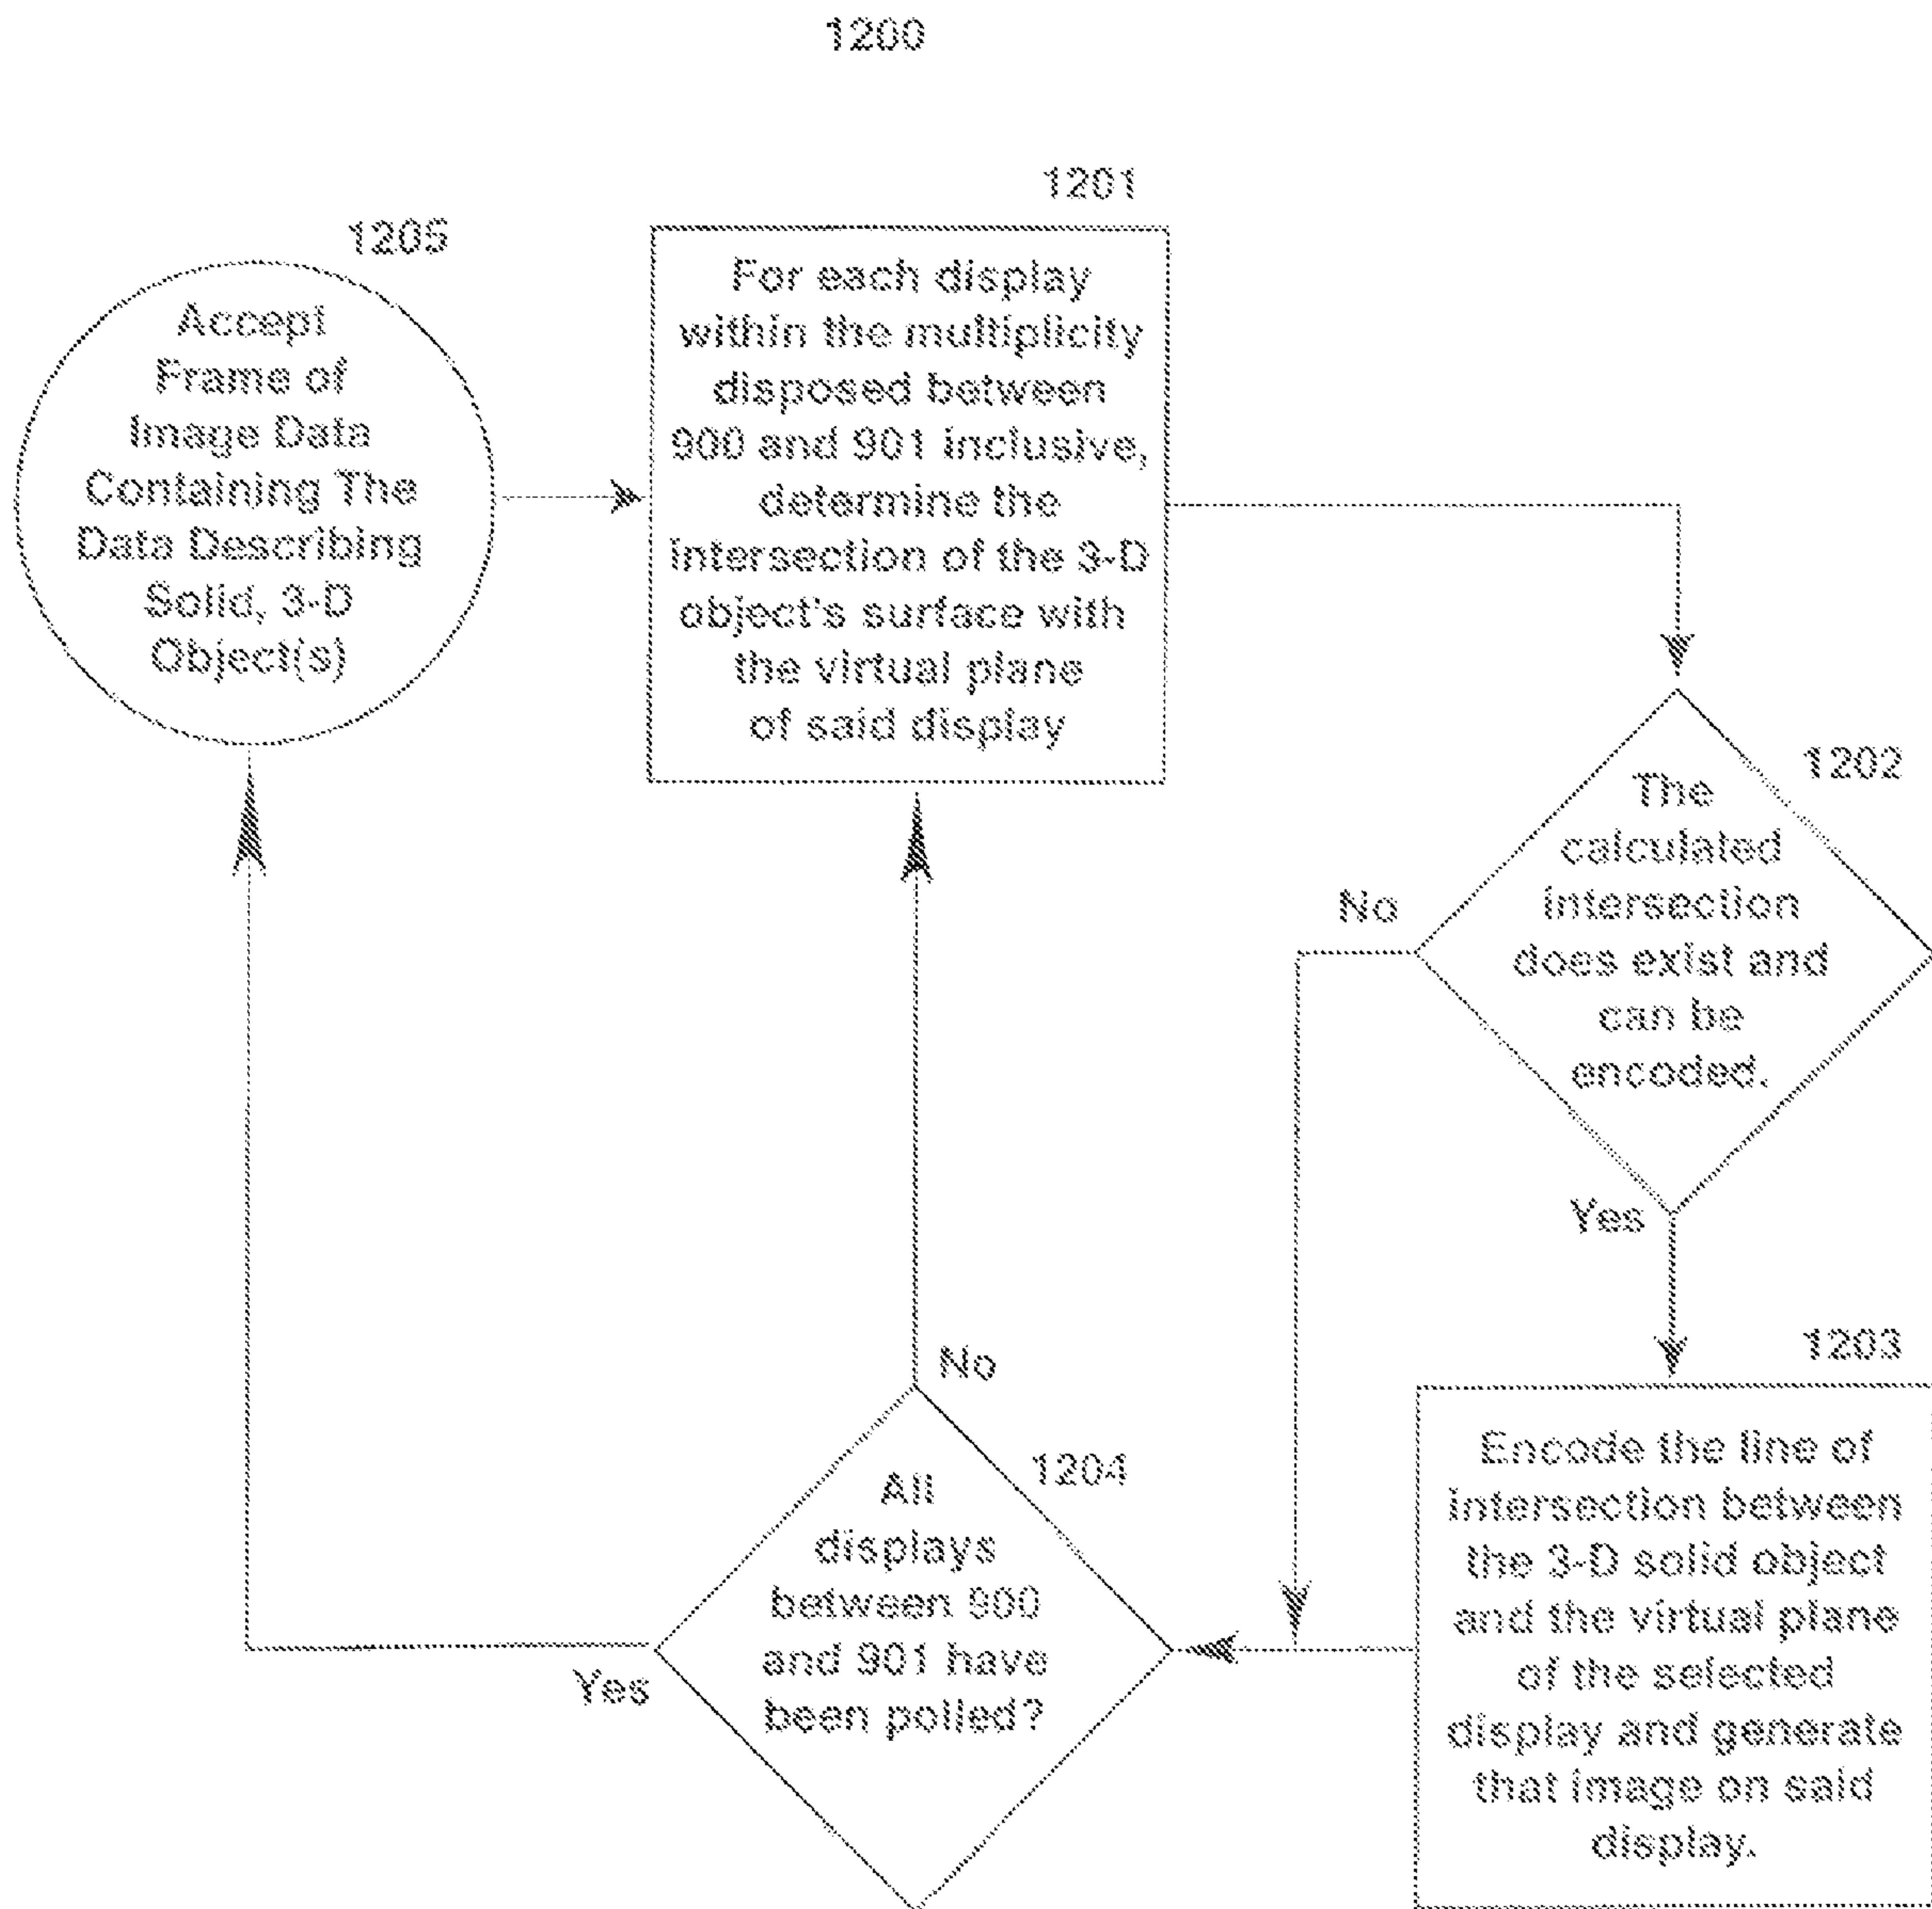 1200
1205
Accept
Frame of
Image Data
Containing The
Data Describing
Solid, 3-D
Object(s)
1201
For each display
within the multiplicity
disposed between
900 and 901 inclusive,
determine the
intersection of the 3-D
object's surface with
the virtual plane
of said display
1202
The
calculated
intersection
does exist and
can be
encoded.
No
Yes
1203
Encode the line of
intersection between
the 3-D solid object
and the virtual plane
of the selected
display and generate
that image on said
display.
1204
All
displays
between 900
and 901 have
been polled?
No
Yes